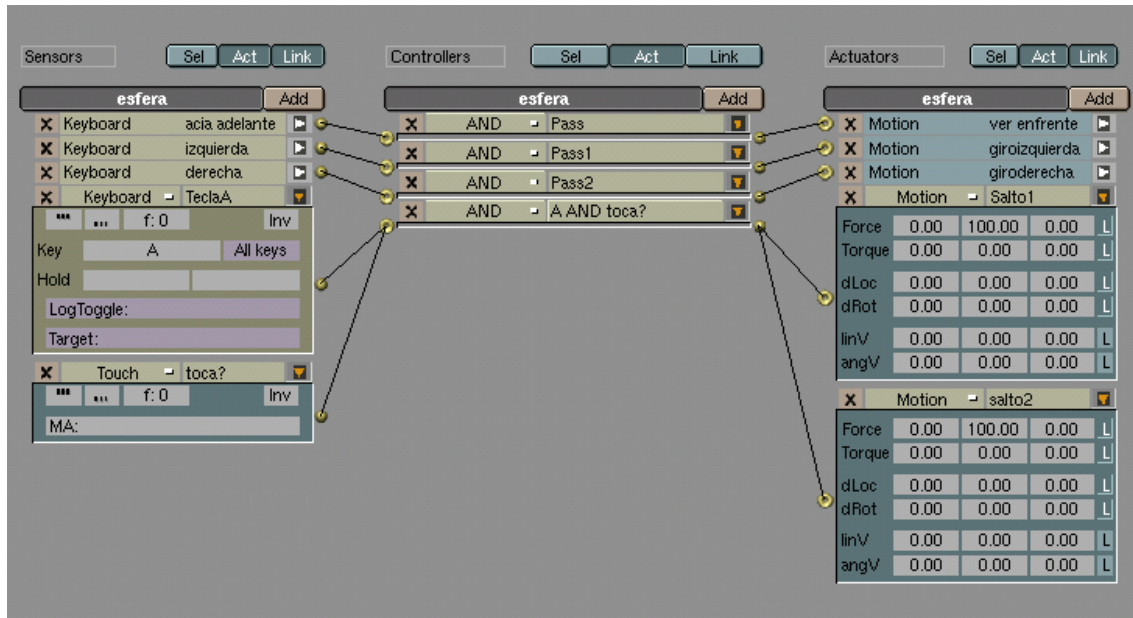 Sensors Sel Act Link Controllers Sel Act Link Actuators Sel Act Link
esfera Add esfera Add esfera Add
X Keyboard acia adelante
X Keyboard izquierda
X Keyboard derecha
X Keyboard TeclaA
f: 0 Inv
Key A All keys
Hold
LogToggle:
Target:
X Touch toca?
f: 0 Inv
MA:
X AND Pass
X AND Pass1
X AND Pass2
X AND A AND toca?
X Motion ver enfrente
X Motion giroizquierda
X Motion giroderecha
X Motion Salto1
Force 0.00 100.00 0.00 L
Torque 0.00 0.00 0.00 L
dLoc 0.00 0.00 0.00 L
dRot 0.00 0.00 0.00 L
linV 0.00 0.00 0.00 L
angV 0.00 0.00 0.00 L
X Motion salto2
Force 0.00 100.00 0.00 L
Torque 0.00 0.00 0.00 L
dLoc 0.00 0.00 0.00 L
dRot 0.00 0.00 0.00 L
linV 0.00 0.00 0.00 L
angV 0.00 0.00 0.00 L